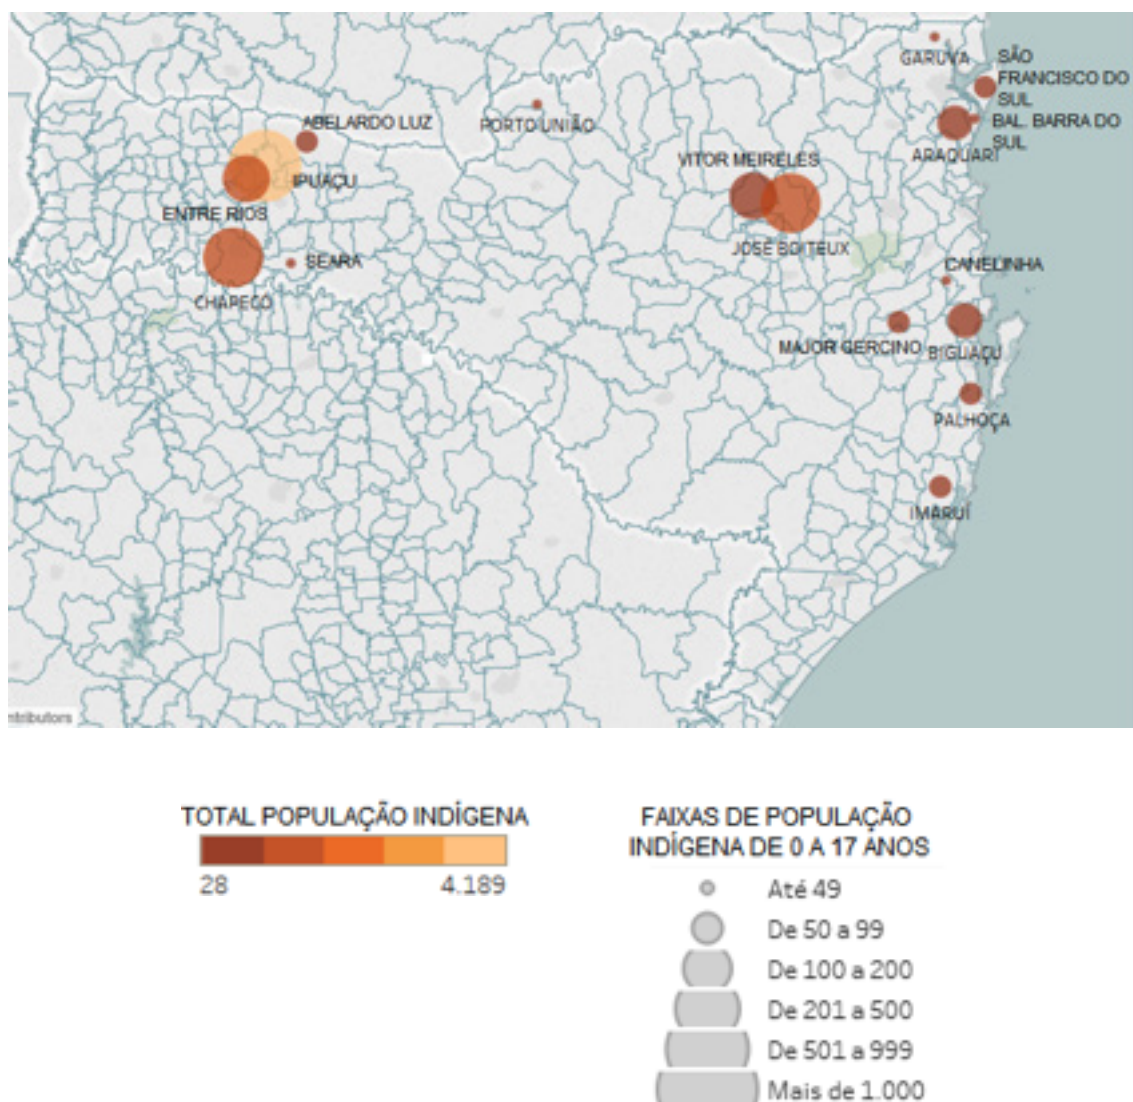 GARUVA
SÃO
FRANCISCO DO
SUL
BAL. BARRA DO
SUL
ARAQUARI
ABELARDO LUZ
PORTO UNIÃO
VITOR MEIRELES
IPUAÇU
ENTRE RIOS
JOSÉ BOITEUX
SEARA
CHAPECÓ
CANELINHA
MAJOR GERCINO
BIGUAÇU
PALHOÇA
IMARUÍ
ntributors
TOTAL POPULAÇÃO INDÍGENA
28
4.189
FAIXAS DE POPULAÇÃO
INDÍGENA DE 0 A 17 ANOS
Até 49
De 50 a 99
De 100 a 200
De 201 a 500
De 501 a 999
Mais de 1.000